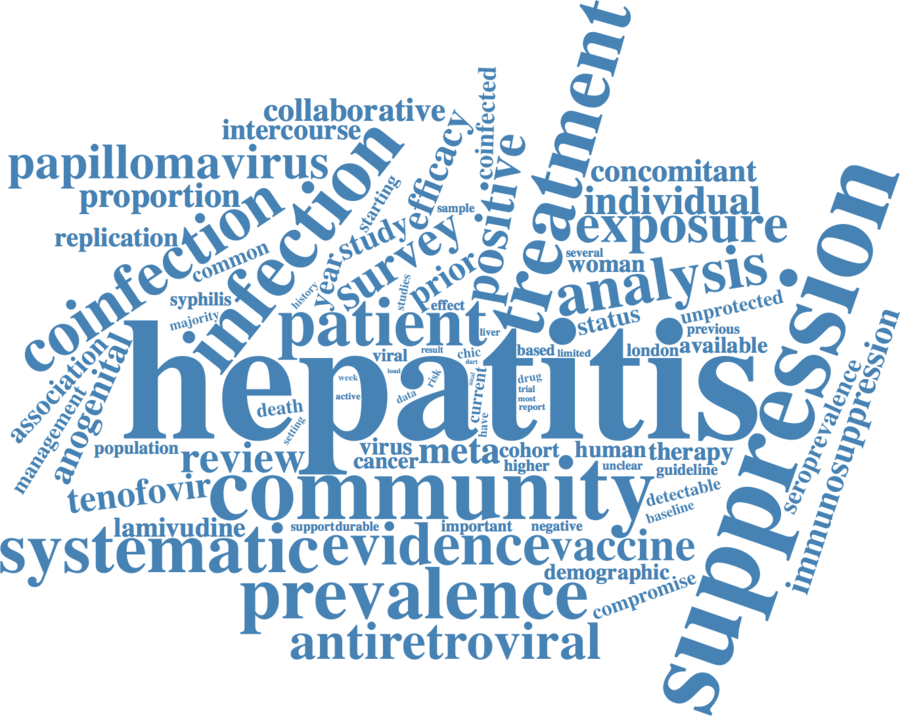 treatment
collaborative
intercourse
coinfected
efficacy
papillomavirus
infection
positive
concomitant
proportion
starting
individual
coinfection
sample
exposure
replication
study
common
survey
several
woman
analysis
suppression
syphilis
history
year
studies
prior
effect
status
unprotected
majority
patient
liver
previous
association
anogenital
hepatitis
viral
result
chic
dart
based
limited
london
available
immunosuppression
management
load
week
active
data
risk
current
drug
trial
most
report
have
death
setting
seroprevalence
population
review
virus
cancer
meta
cohort
higher
human
unclear
therapy
guideline
tenofovir
community
detectable
baseline
lamivudine
support
durable
important
negative
systematic
evidence
vaccine
demographic
prevalence
compromise
antiretroviral